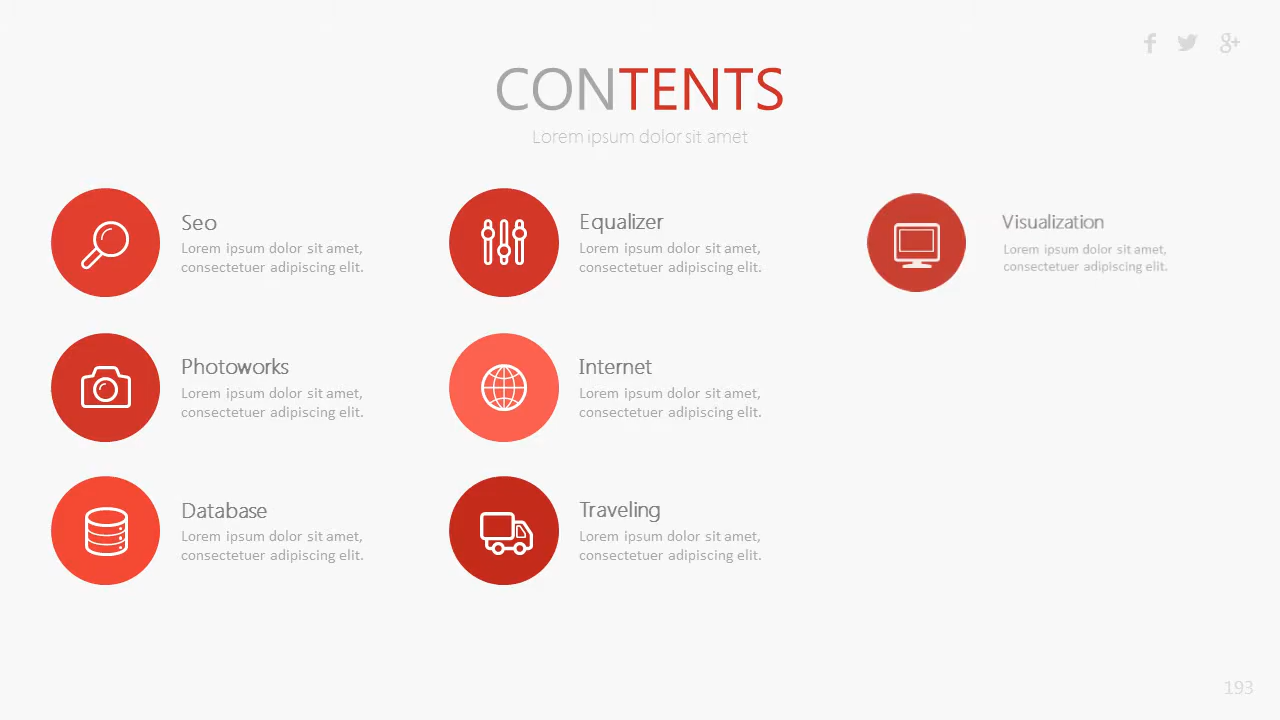 CONTENTS
Lorem ipsum dolor sit amet
Seo
Lorem ipsum dolor sit amet,
consectetuer adipiscing elit.
Equalizer
Lorem ipsum dolor sit amet,
consectetuer adipiscing elit.
Visualization
Lorem ipsum dolor sit amet,
consectetuer adipiscing elit.
Photoworks
Lorem ipsum dolor sit amet,
consectetuer adipiscing elit.
Internet
Lorem ipsum dolor sit amet,
consectetuer adipiscing elit.
Database
Lorem ipsum dolor sit amet,
consectetuer adipiscing elit.
Traveling
Lorem ipsum dolor sit amet,
consectetuer adipiscing elit.
193